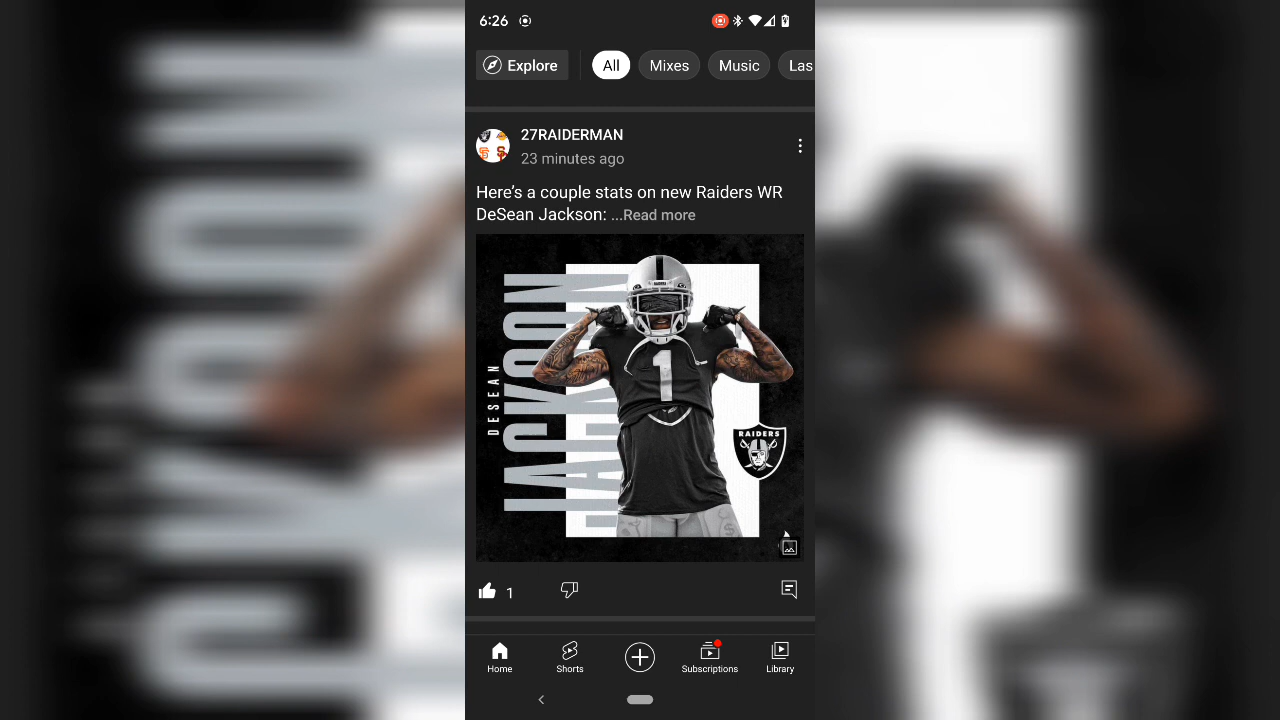 6:26
Explore
All
Mixes
Music
Las
27RAIDERMAN
23 minutes ago
Here's a couple stats on new Raiders WR
DeSean Jackson: ...Read more
DESEAN
JACKSON
1
RAIDERS
1
Home
Shorts
Subscriptions
Library